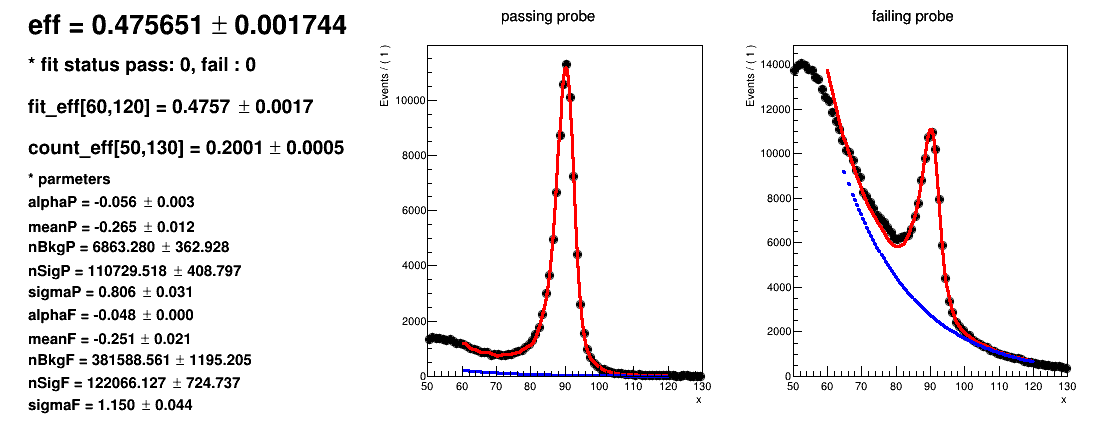 eff = 0.475651 ± 0.001744
* fit status pass: 0, fail : 0
fit_eff[60,120] = 0.4757 ± 0.0017
count_eff[50,130] = 0.2001 ± 0.0005
* parmeters
alphaP = -0.056 ± 0.003
meanP = -0.265 ± 0.012
nBkgP = 6863.280 ± 362.928
nSigP = 110729.518 ± 408.797
sigmaP = 0.806 ± 0.031
alphaF = -0.048 ± 0.000
meanF = -0.251 ± 0.021
nBkgF = 381588.561 ± 1195.205
nSigF = 122066.127 ± 724.737
sigmaF = 1.150 ± 0.044
passing probe
Events / ( 1 )
10000
8000
6000
4000
2000
0
50 60 70 80 90 100 110 120 130
x
failing probe
Events / ( 1 )
14000
12000
10000
8000
6000
4000
2000
0
50 60 70 80 90 100 110 120 130
x